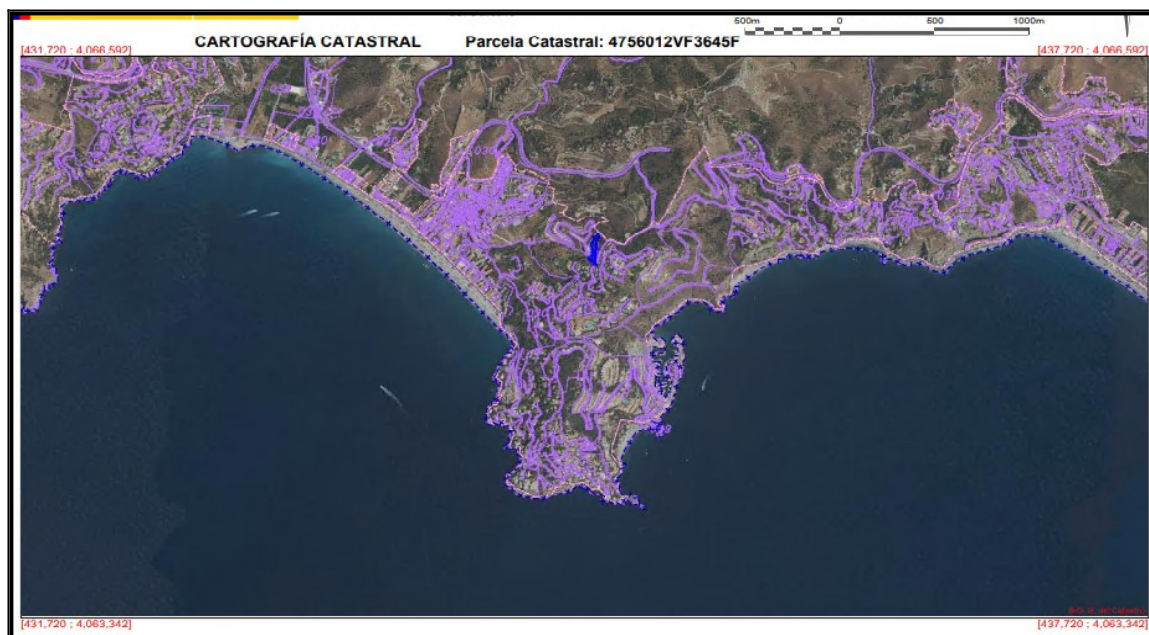 500m 0 500 1000m
CARTOGRAFÍA CATASTRAL Parcela Catastral: 4756012VF3645F
[431,720 ; 4,066,592] [437,720 ; 4,066,592]
[431,720 ; 4,063,342] [437,720 ; 4,063,342]